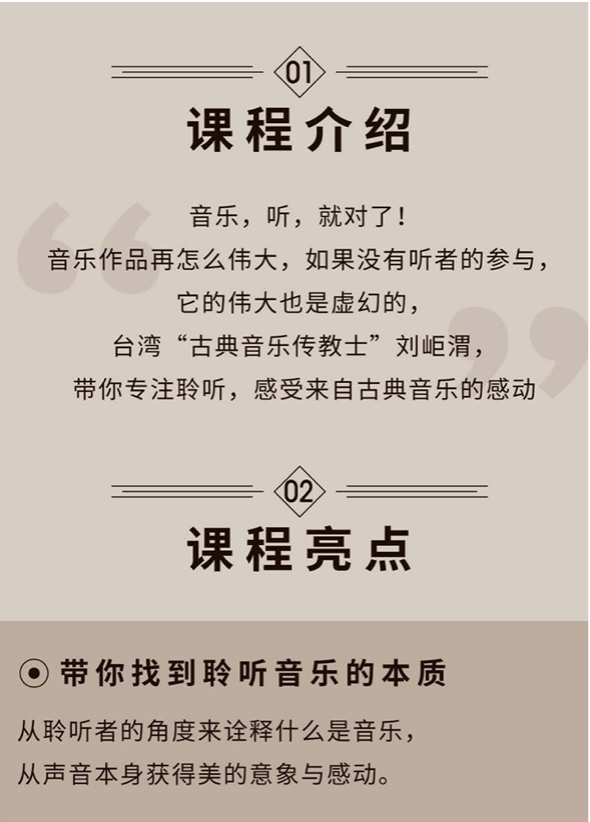 01
课程介绍
音乐，听，就对了！
音乐作品再怎么伟大，如果没有听者的参与，
它的伟大也是虚幻的，
台湾“古典音乐传教士”刘岠渭，
带你专注聆听，感受来自古典音乐的感动
02
课程亮点
带你找到聆听音乐的本质
从聆听者的角度来诠释什么是音乐，
从声音本身获得美的意象与感动。